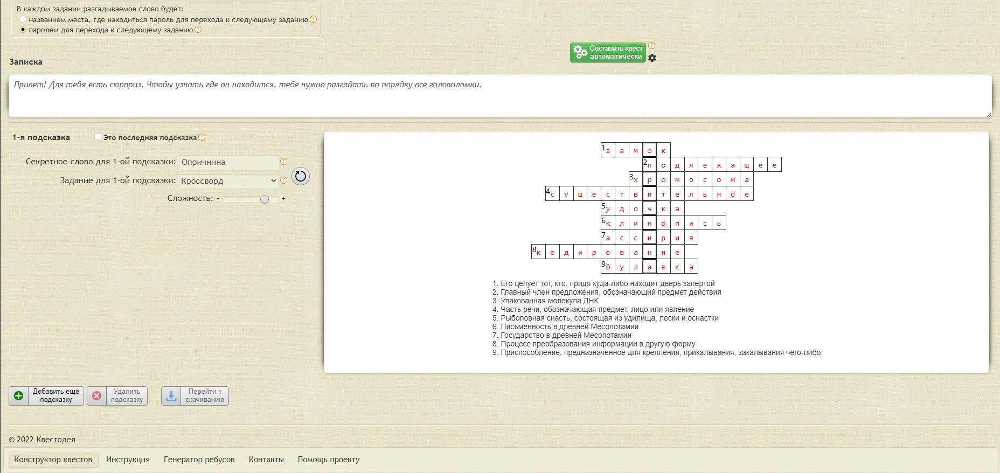 В каждом задании разгадываемое слово будет:
названием места, где находиться пароль для перехода к следующему заданию ?
паролем для перехода к следующему заданию ?
Составить квест ?
автоматически
Записка
Привет! Для тебя есть сюрприз. Чтобы узнать где он находится, тебе нужно разгадать по порядку все головоломки.
1-я подсказка Это последняя подсказка ?
Секретное слово для 1-ой подсказки: Опричнина ?
Задание для 1-ой подсказки: Кроссворд ?
Сложность: - +
1 з а м о к
2 п о д л е ж а щ е е
3 х р о м о с о м а
4 с у щ е с т в и т е л ь н о е
5 у д о ч к а
6 к л и н о п и с ь
7 а с с и р и я
8 к о д и р о в а н и е
9 б у л а в к а
1. Его целует тот, кто, придя куда-либо находит дверь запертой
2. Главный член предложения, обозначающий предмет действия
3. Упакованная молекула ДНК
4. Часть речи, обозначающая предмет, лицо или явление
5. Рыболовная снасть, состоящая из удилища, лески и оснастки
6. Письменность в древней Месопотамии
7. Государство в древней Месопотамии
8. Процесс преобразования информации в другую форму
9. Приспособление, предназначенное для крепления, прикалывания, закалывания чего-либо
Добавить ещё
подсказку
Удалить
подсказку
Перейти к
скачиванию
© 2022 Квестодел
Конструктор квестов Инструкция Генератор ребусов Контакты Помощь проекту